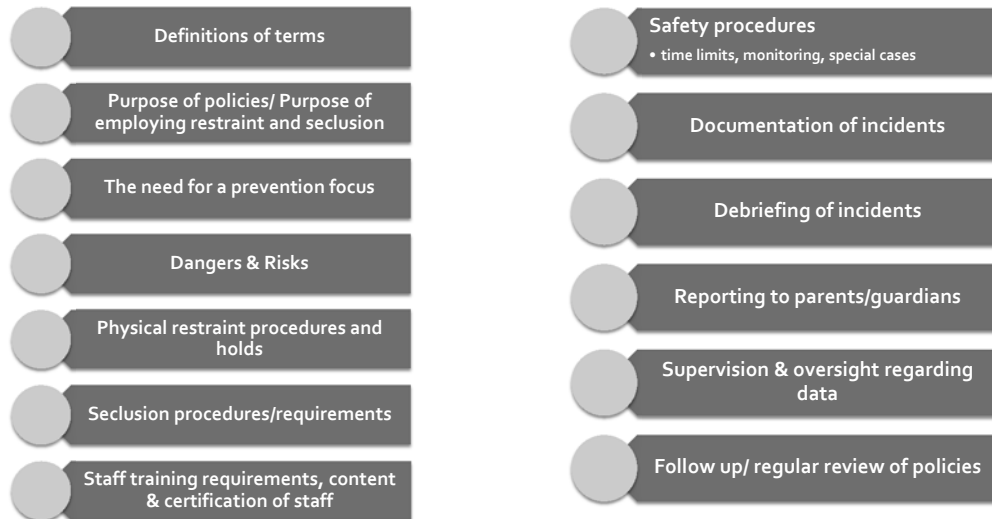 Definitions of terms
Purpose of policies/ Purpose of
employing restraint and seclusion
The need for a prevention focus
Dangers & Risks
Physical restraint procedures and
holds
Seclusion procedures/requirements
Staff training requirements, content
& certification of staff
Safety procedures
• time limits, monitoring, special cases
Documentation of incidents
Debriefing of incidents
Reporting to parents/guardians
Supervision & oversight regarding
data
Follow up/ regular review of policies